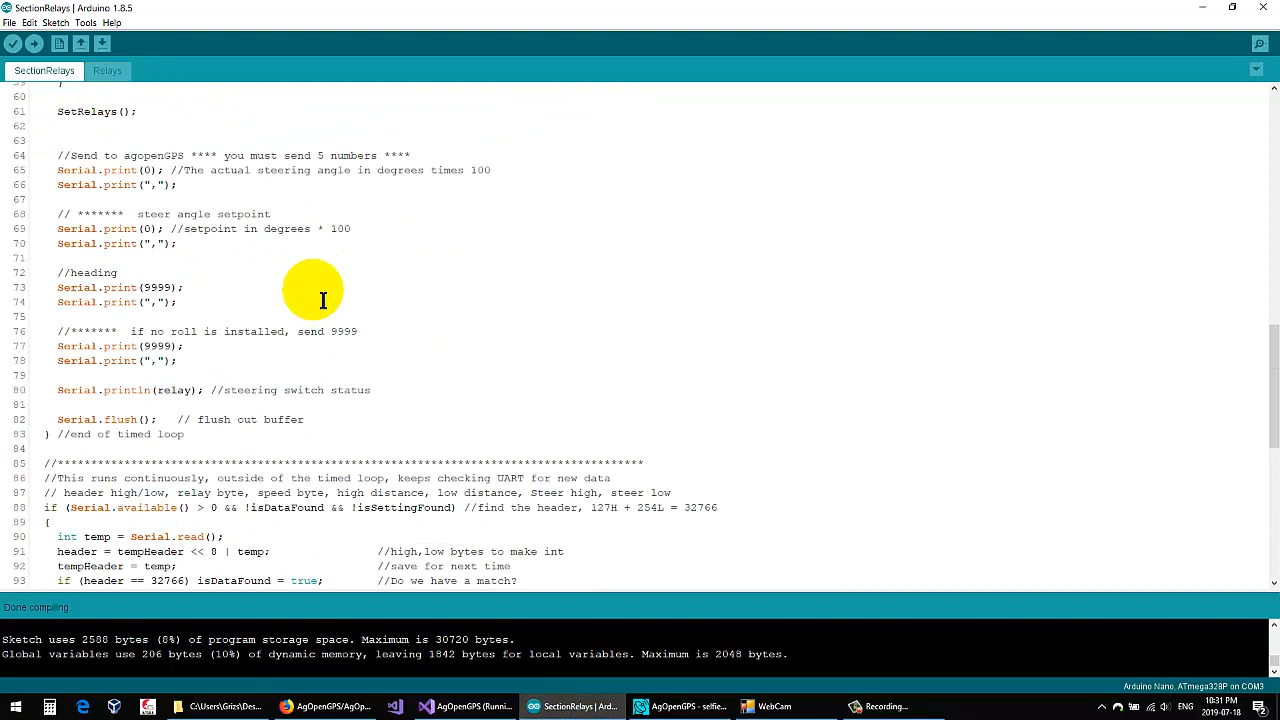 SectionRelays | Arduino 1.8.5
File Edit Sketch Tools Help
SectionRelays Relays
59 }
60
61 SetRelays();
62
63
64 //Send to agopenGPS **** you must send 5 numbers ****
65 Serial.print(0); //The actual steering angle in degrees times 100
66 Serial.print(",");
67
68 // ******* steer angle setpoint
69 Serial.print(0); //setpoint in degrees * 100
70 Serial.print(",");
71
72 //heading
73 Serial.print(9999);
74 Serial.print(",");
75
76 //******* if no roll is installed, send 9999
77 Serial.print(9999);
78 Serial.print(",");
79
80 Serial.println(relay); //steering switch status
81
82 Serial.flush(); // flush out buffer
83 } //end of timed loop
84
85 //****************************************************************************************
86 //This runs continuously, outside of the timed loop, keeps checking UART for new data
87 // header high/low, relay byte, speed byte, high distance, low distance, Steer high, steer low
88 if (Serial.available() > 0 && !isDataFound && !isSettingFound) //find the header, 127H + 254L = 32766
89 {
90 int temp = Serial.read();
91 header = tempHeader << 8 | temp; //high,low bytes to make int
92 tempHeader = temp; //save for next time
93 if (header == 32766) isDataFound = true; //Do we have a match?
Done compiling.
Sketch uses 2588 bytes (8%) of program storage space. Maximum is 30720 bytes.
Global variables use 206 bytes (10%) of dynamic memory, leaving 1842 bytes for local variables. Maximum is 2048 bytes.
Arduino Nano, ATmega328P on COM3
C:\Users\Grizs\Des... AgOpenGPS/AgOp... AgOpenGPS (Runni... SectionRelays | Ard... AgOpenGPS - selfie... WebCam Recording... ENG 10:31 PM
2019-07-18